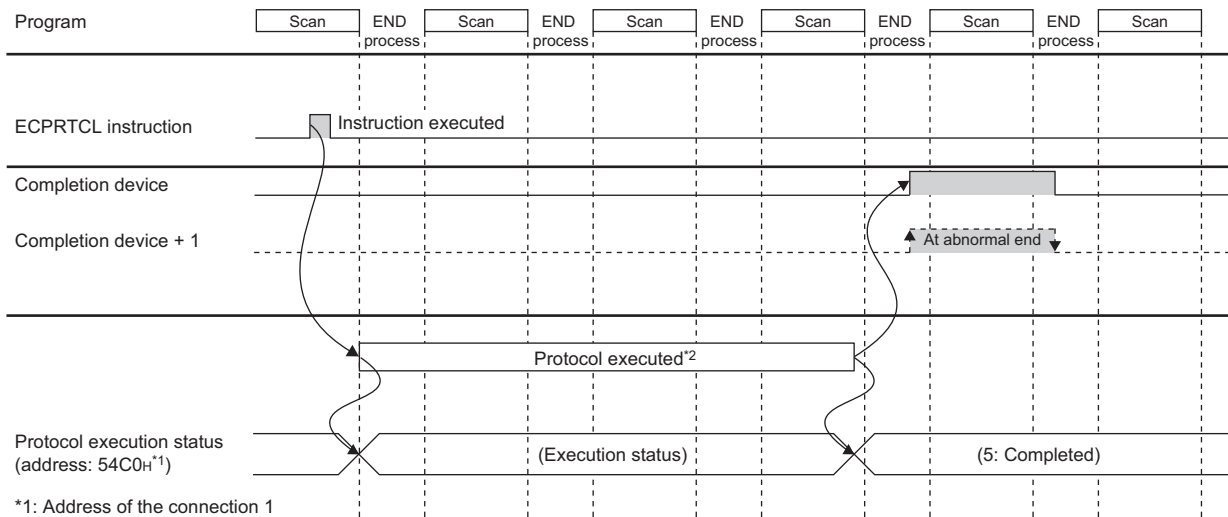 Program
Scan END process Scan END process Scan END process Scan END process Scan END process Scan
ECPRTCL instruction
Instruction executed
Completion device
Completion device + 1
At abnormal end
Protocol executed*2
Protocol execution status
(address: 54C0H*1)
(Execution status)
(5: Completed)
*1: Address of the connection 1